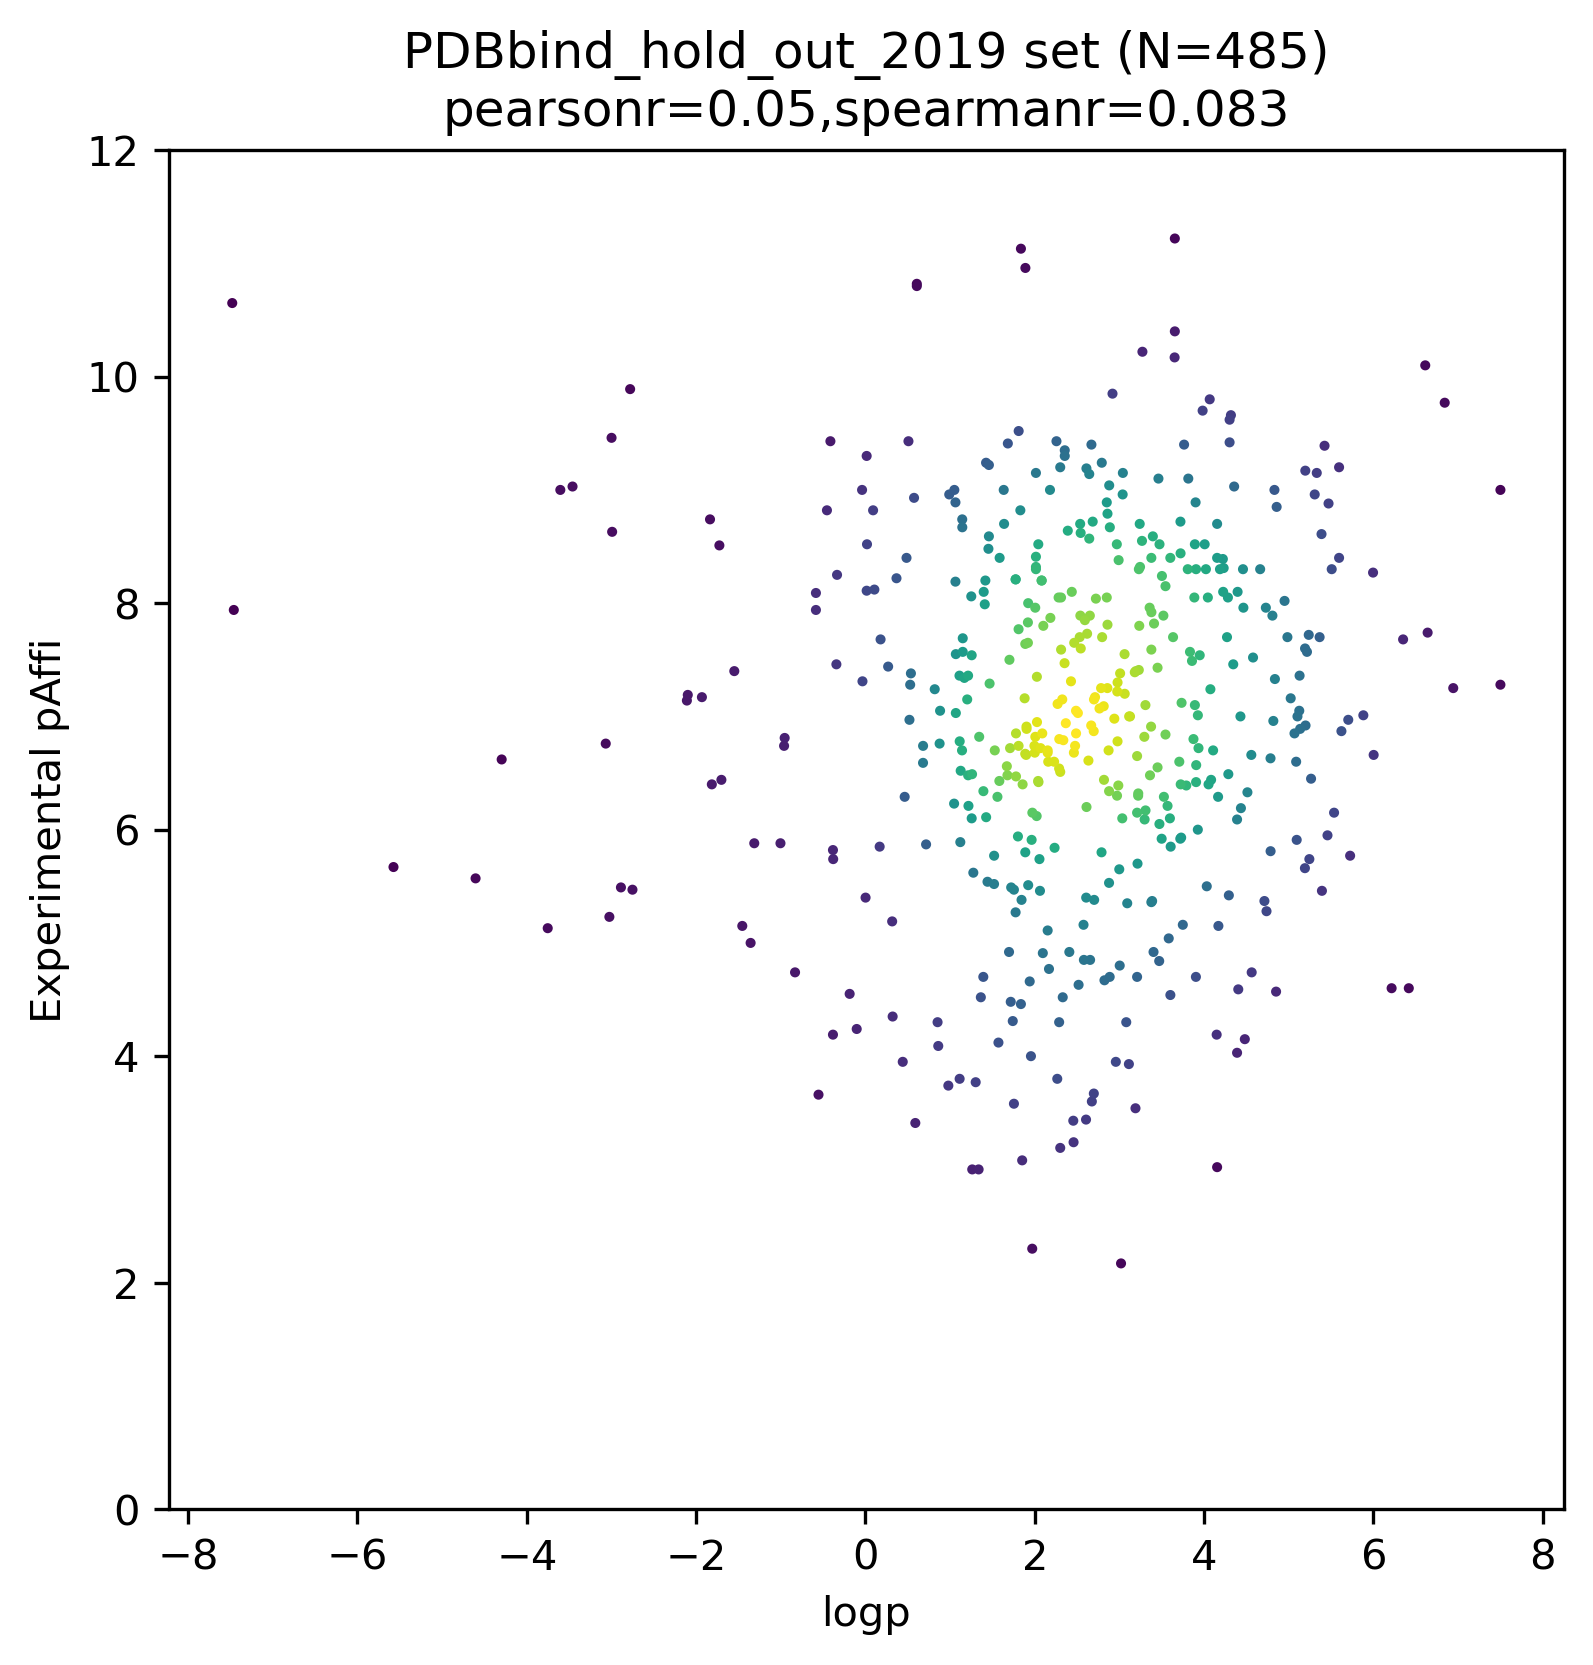 PDBbind_hold_out_2019 set (N=485)
pearsonr=0.05,spearmanr=0.083
12
10
8
6
4
2
0
Experimental pAffi
−8 −6 −4 −2 0 2 4 6 8
logp